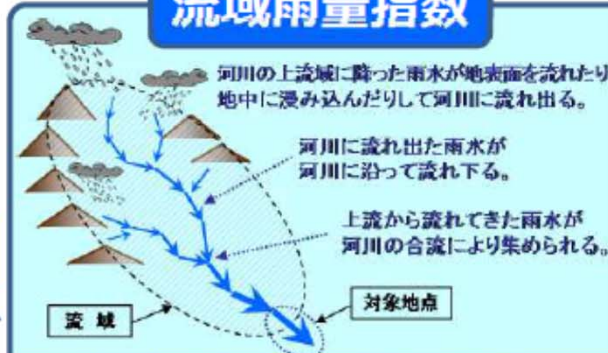 流域雨量指数
河川の上流域に降った雨水が地表面を流れたり
地中に浸み込んだりして河川に流れ出る。
河川に流れ出た雨水が
河川に沿って流れ下る。
上流から流れてきた雨水が
河川の合流により集められる。
対象地点
流 域